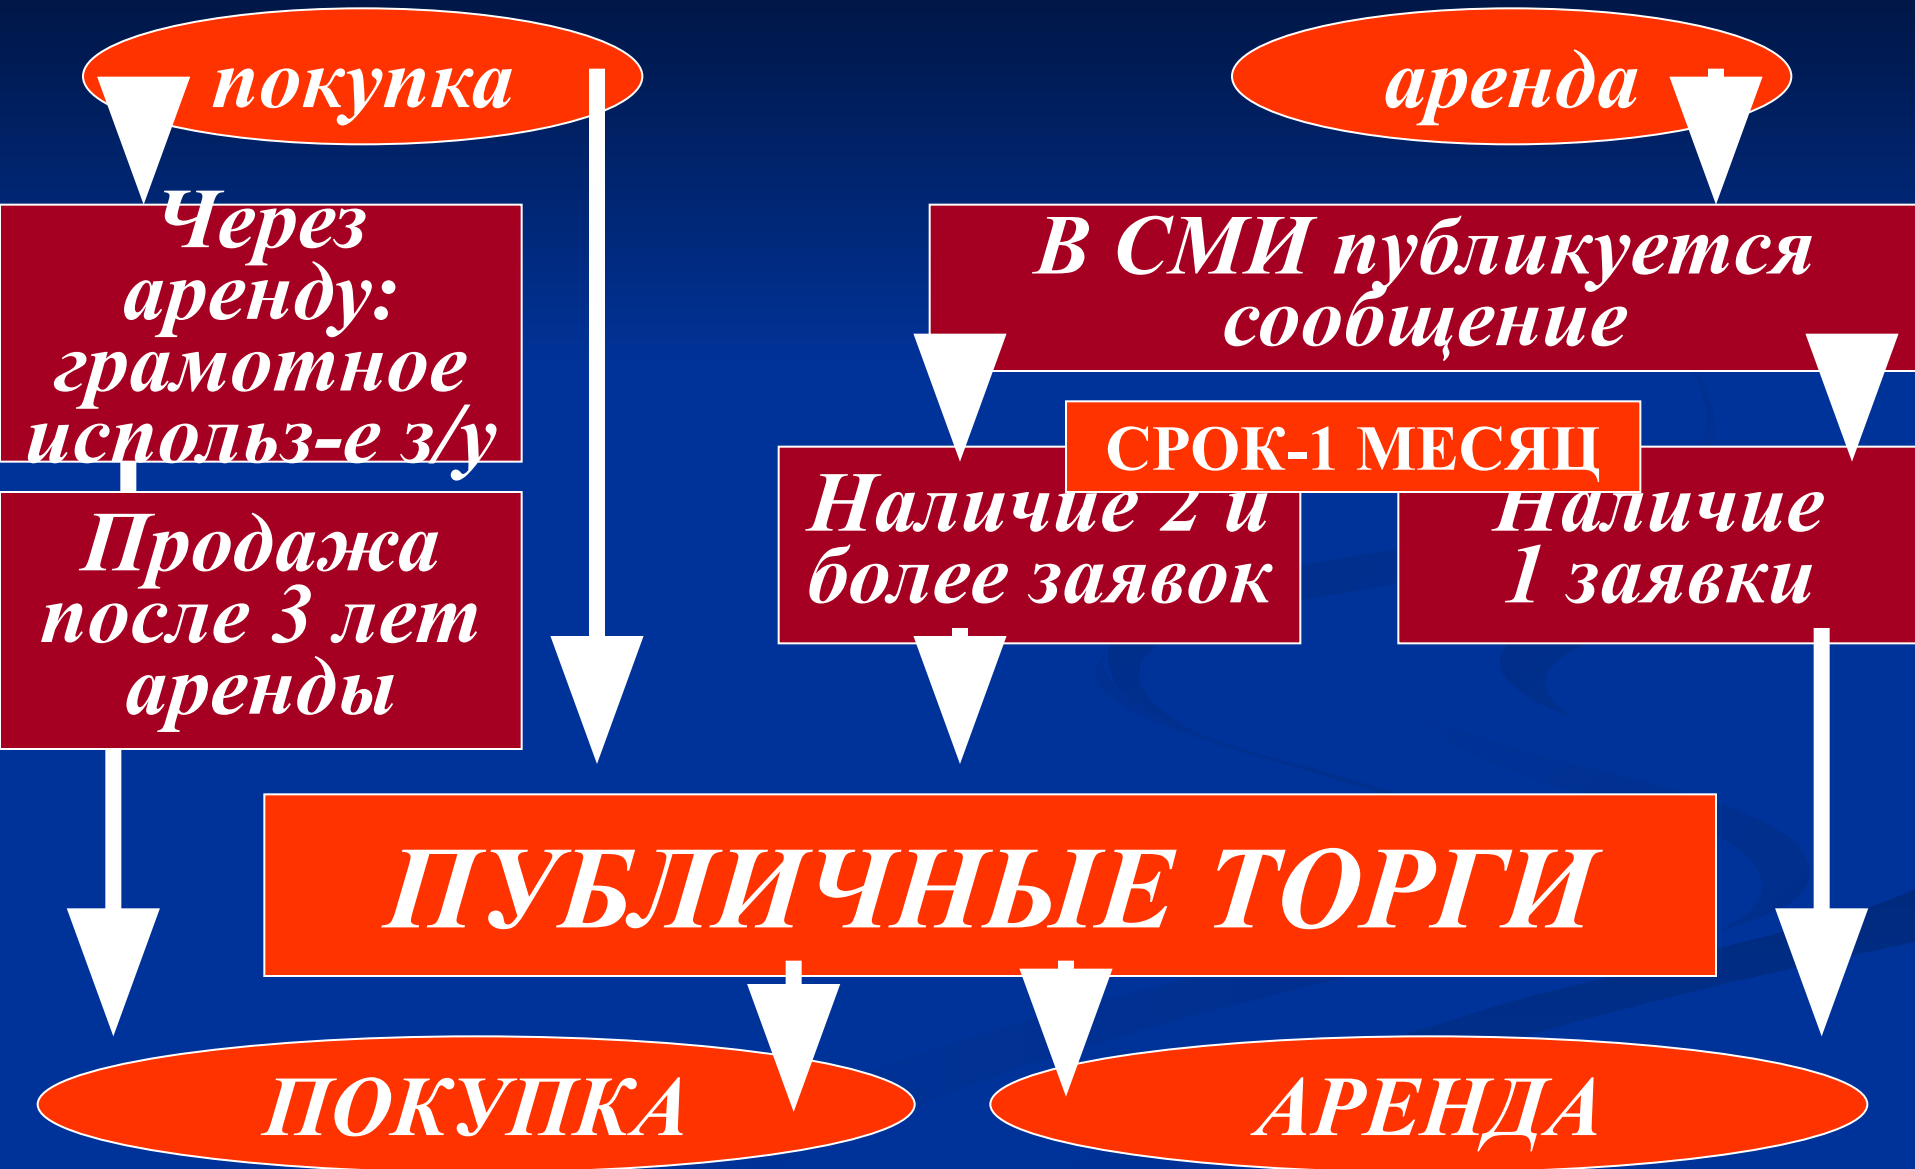 покупка
аренда
Через
аренду:
грамотное
использ-е з/у
Продажа
после 3 лет
аренды
В СМИ публикуется
сообщение
СРОК-1 МЕСЯЦ
Наличие 2 и
более заявок
Наличие
1 заявки
ПУБЛИЧНЫЕ ТОРГИ
ПОКУПКА
АРЕНДА